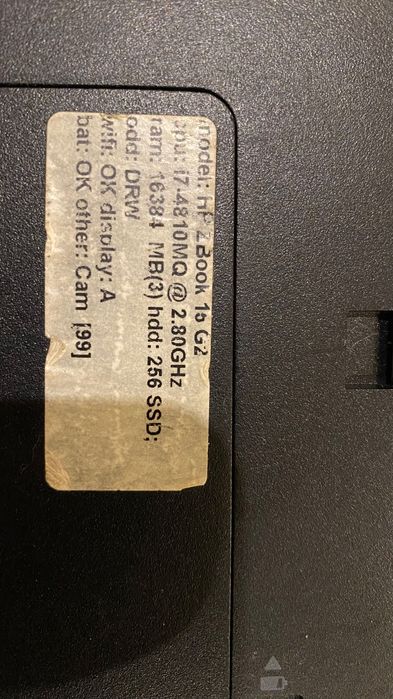 model: hP ZBook 15 G2
cpu: i7-4810MQ @ 2.80GHz
ram: 16384 MB(3) hdd: 256 SSD;
odd: DRW
wifi: OK display: A
bat: OK other: Cam [99]